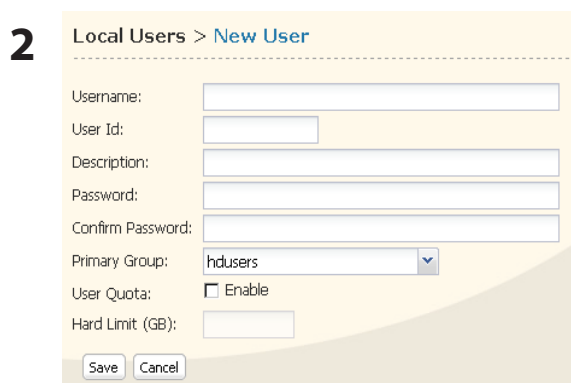 2
Local Users > New User
Username:
User Id:
Description:
Password:
Confirm Password:
Primary Group: hdusers
User Quota: Enable
Hard Limit (GB):
Save Cancel